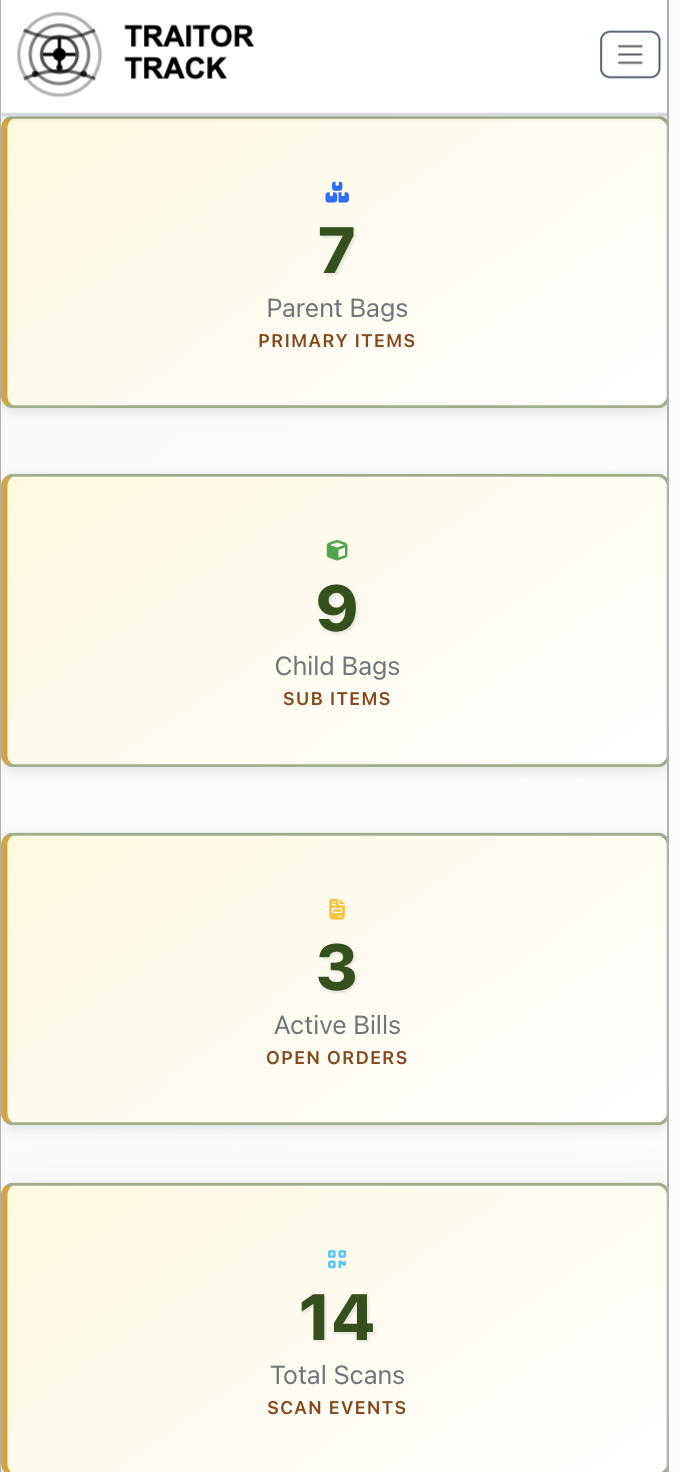 TRAITOR
TRACK
7
Parent Bags
PRIMARY ITEMS
9
Child Bags
SUB ITEMS
3
Active Bills
OPEN ORDERS
14
Total Scans
SCAN EVENTS